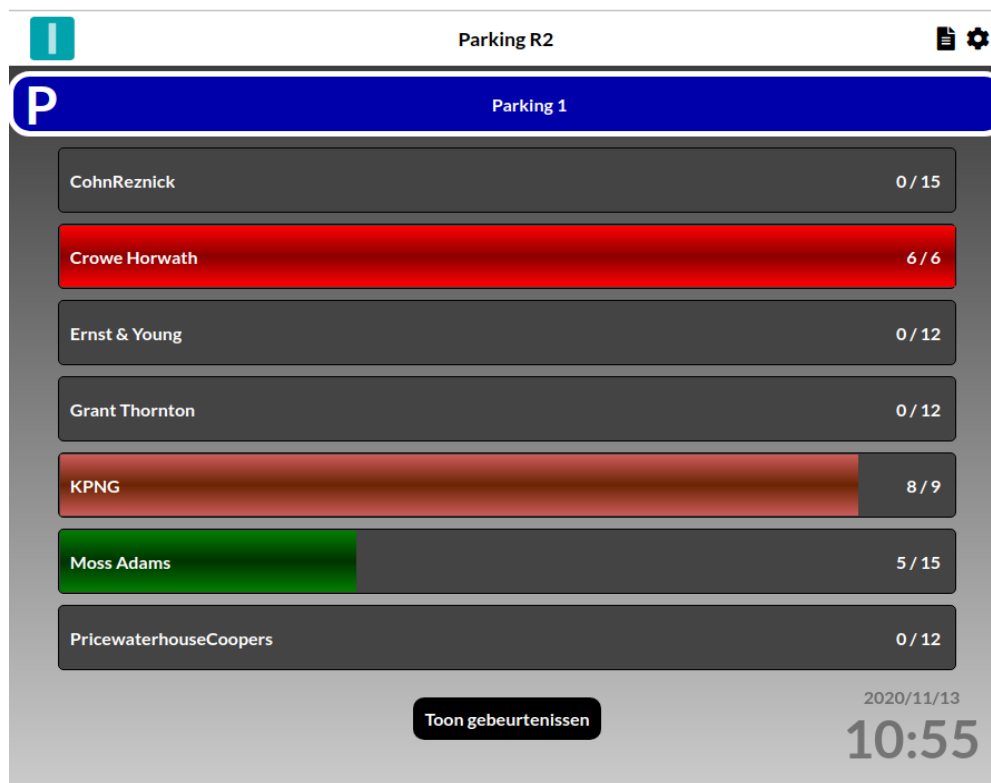 Parking R2
P Parking 1
CohnReznick 0 / 15
Crowe Horwath 6 / 6
Ernst & Young 0 / 12
Grant Thornton 0 / 12
KPNG 8 / 9
Moss Adams 5 / 15
PricewaterhouseCoopers 0 / 12
Toon gebeurtenissen
2020/11/13
10:55